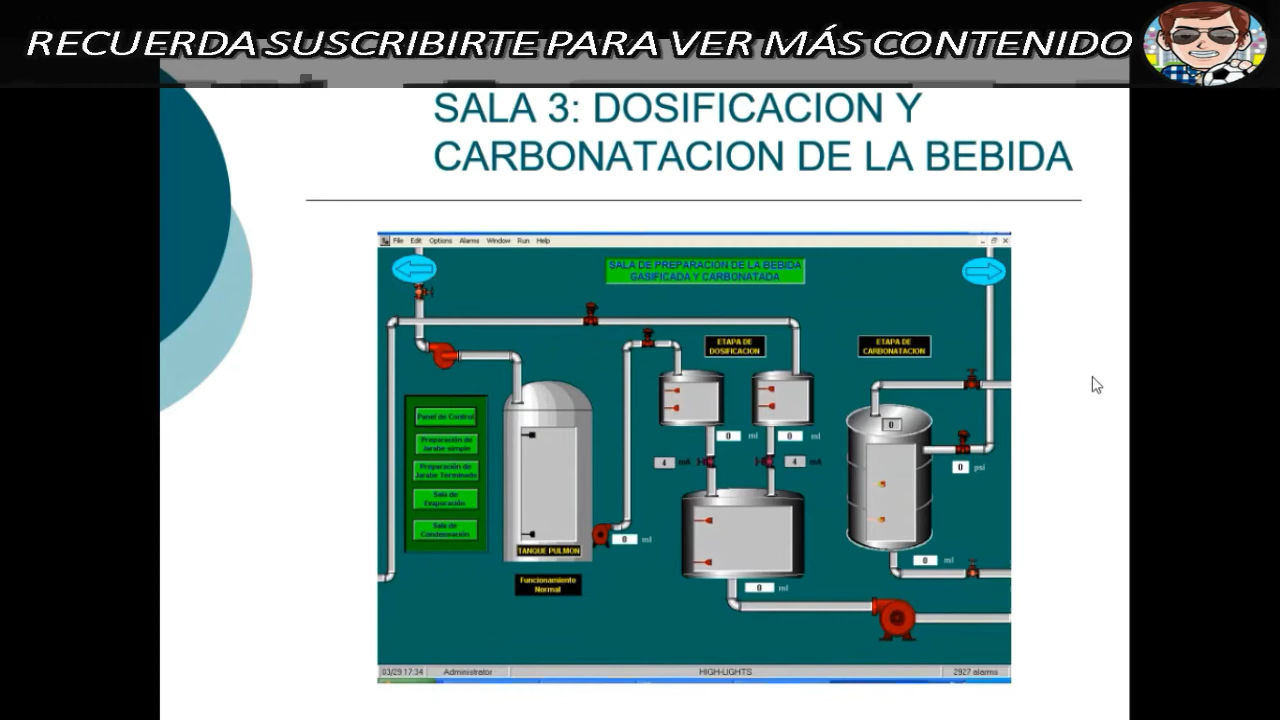 RECUERDA SUSCRIBIRTE PARA VER MÁS CONTENIDO
SALA 3: DOSIFICACION Y
CARBONATACION DE LA BEBIDA
File Edit Options Alarms Window Run Help
SALA DE PREPARACION DE LA BEBIDA
GASIFICADA Y CARBONATADA
ETAPA DE
DOSIFICACION
ETAPA DE
CARBONATACION
Panel de Control
Preparación de
Jarabe simple
Preparación de
Jarabe Terminado
Sala de
Evaporación
Sala de
Condensación
0
0 ml
0 ml
4 mA
4 mA
0 psi
0 ml
TANQUE PULMON
0 ml
Funcionamiento
Normal
0 ml
03/29 17:34 Administrator HIGH-LIGHTS 2927 alarms